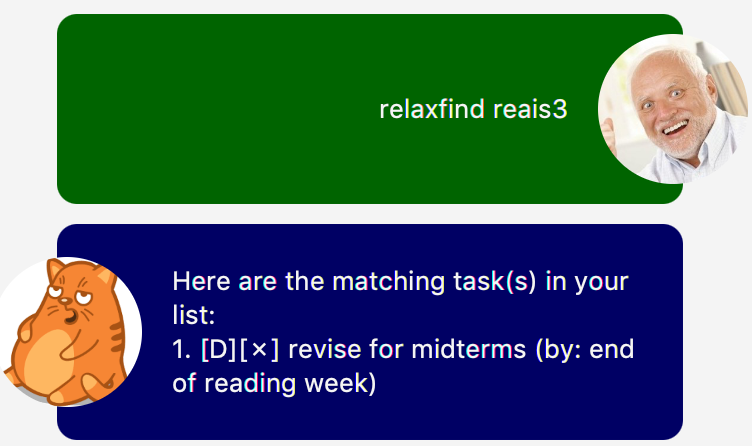 relaxfind reais3
Here are the matching task(s) in your
list:
1. [D][×] revise for midterms (by: end
of reading week)